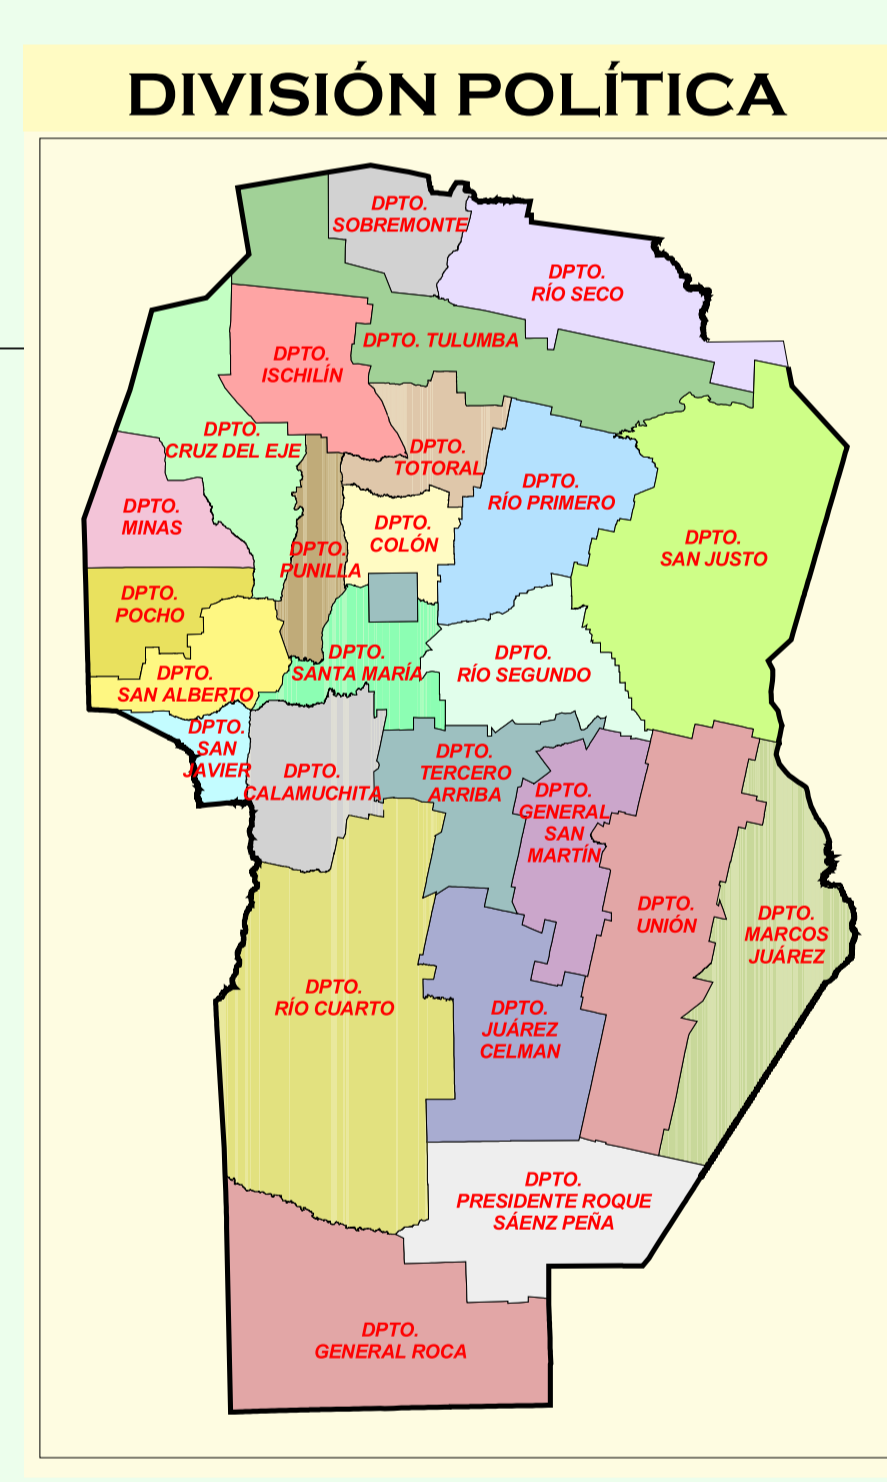 DIVISIÓN POLÍTICA
DPTO.
SOBREMONTE
DPTO.
RÍO SECO
DPTO. TULUMBA
DPTO.
ISCHILÍN
DPTO.
CRUZ DEL EJE
DPTO.
TOTORAL
DPTO.
RÍO PRIMERO
DPTO.
MINAS
DPTO.
COLÓN
DPTO.
SAN JUSTO
DPTO.
PUNILLA
DPTO.
POCHO
DPTO.
SAN ALBERTO
DPTO.
SANTA MARÍA
DPTO.
RÍO SEGUNDO
DPTO.
SAN
JAVIER
DPTO.
CALAMUCHITA
DPTO.
TERCERO
ARRIBA
DPTO.
GENERAL
SAN
MARTÍN
DPTO.
UNIÓN
DPTO.
MARCOS
JUÁREZ
DPTO.
RÍO CUARTO
DPTO.
JUÁREZ
CELMAN
DPTO.
PRESIDENTE ROQUE
SÁENZ PEÑA
DPTO.
GENERAL ROCA